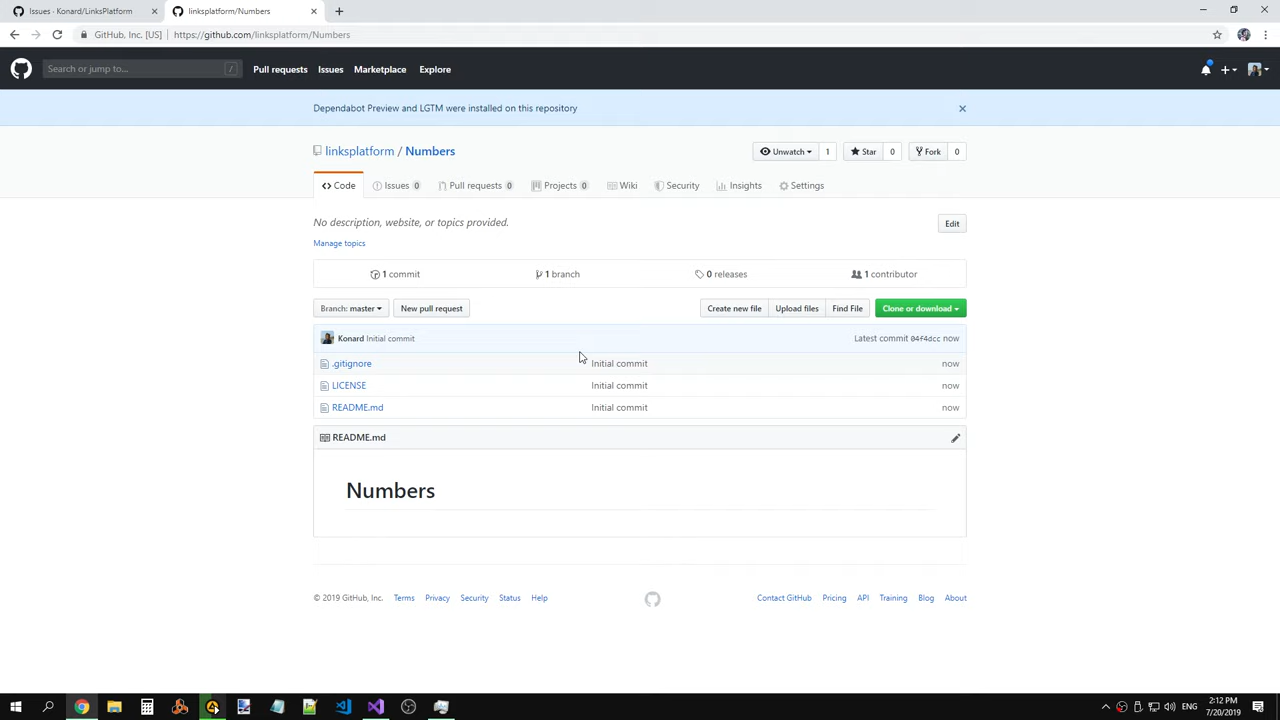 Issues · Konard/LinksPlatform
linksplatform/Numbers
GitHub, Inc. [US] https://github.com/linksplatform/Numbers
Search or jump to... /
Pull requests Issues Marketplace Explore
Dependabot Preview and LGTM were installed on this repository
linksplatform / Numbers
Unwatch 1 Star 0 Fork 0
Code Issues 0 Pull requests 0 Projects 0 Wiki Security Insights Settings
No description, website, or topics provided.
Edit
Manage topics
1 commit 1 branch 0 releases 1 contributor
Branch: master New pull request Create new file Upload files Find File Clone or download
Konard Initial commit Latest commit 04f4dcc now
.gitignore Initial commit now
LICENSE Initial commit now
README.md Initial commit now
README.md
Numbers
© 2019 GitHub, Inc. Terms Privacy Security Status Help Contact GitHub Pricing API Training Blog About
ENG
2:12 PM
7/20/2019